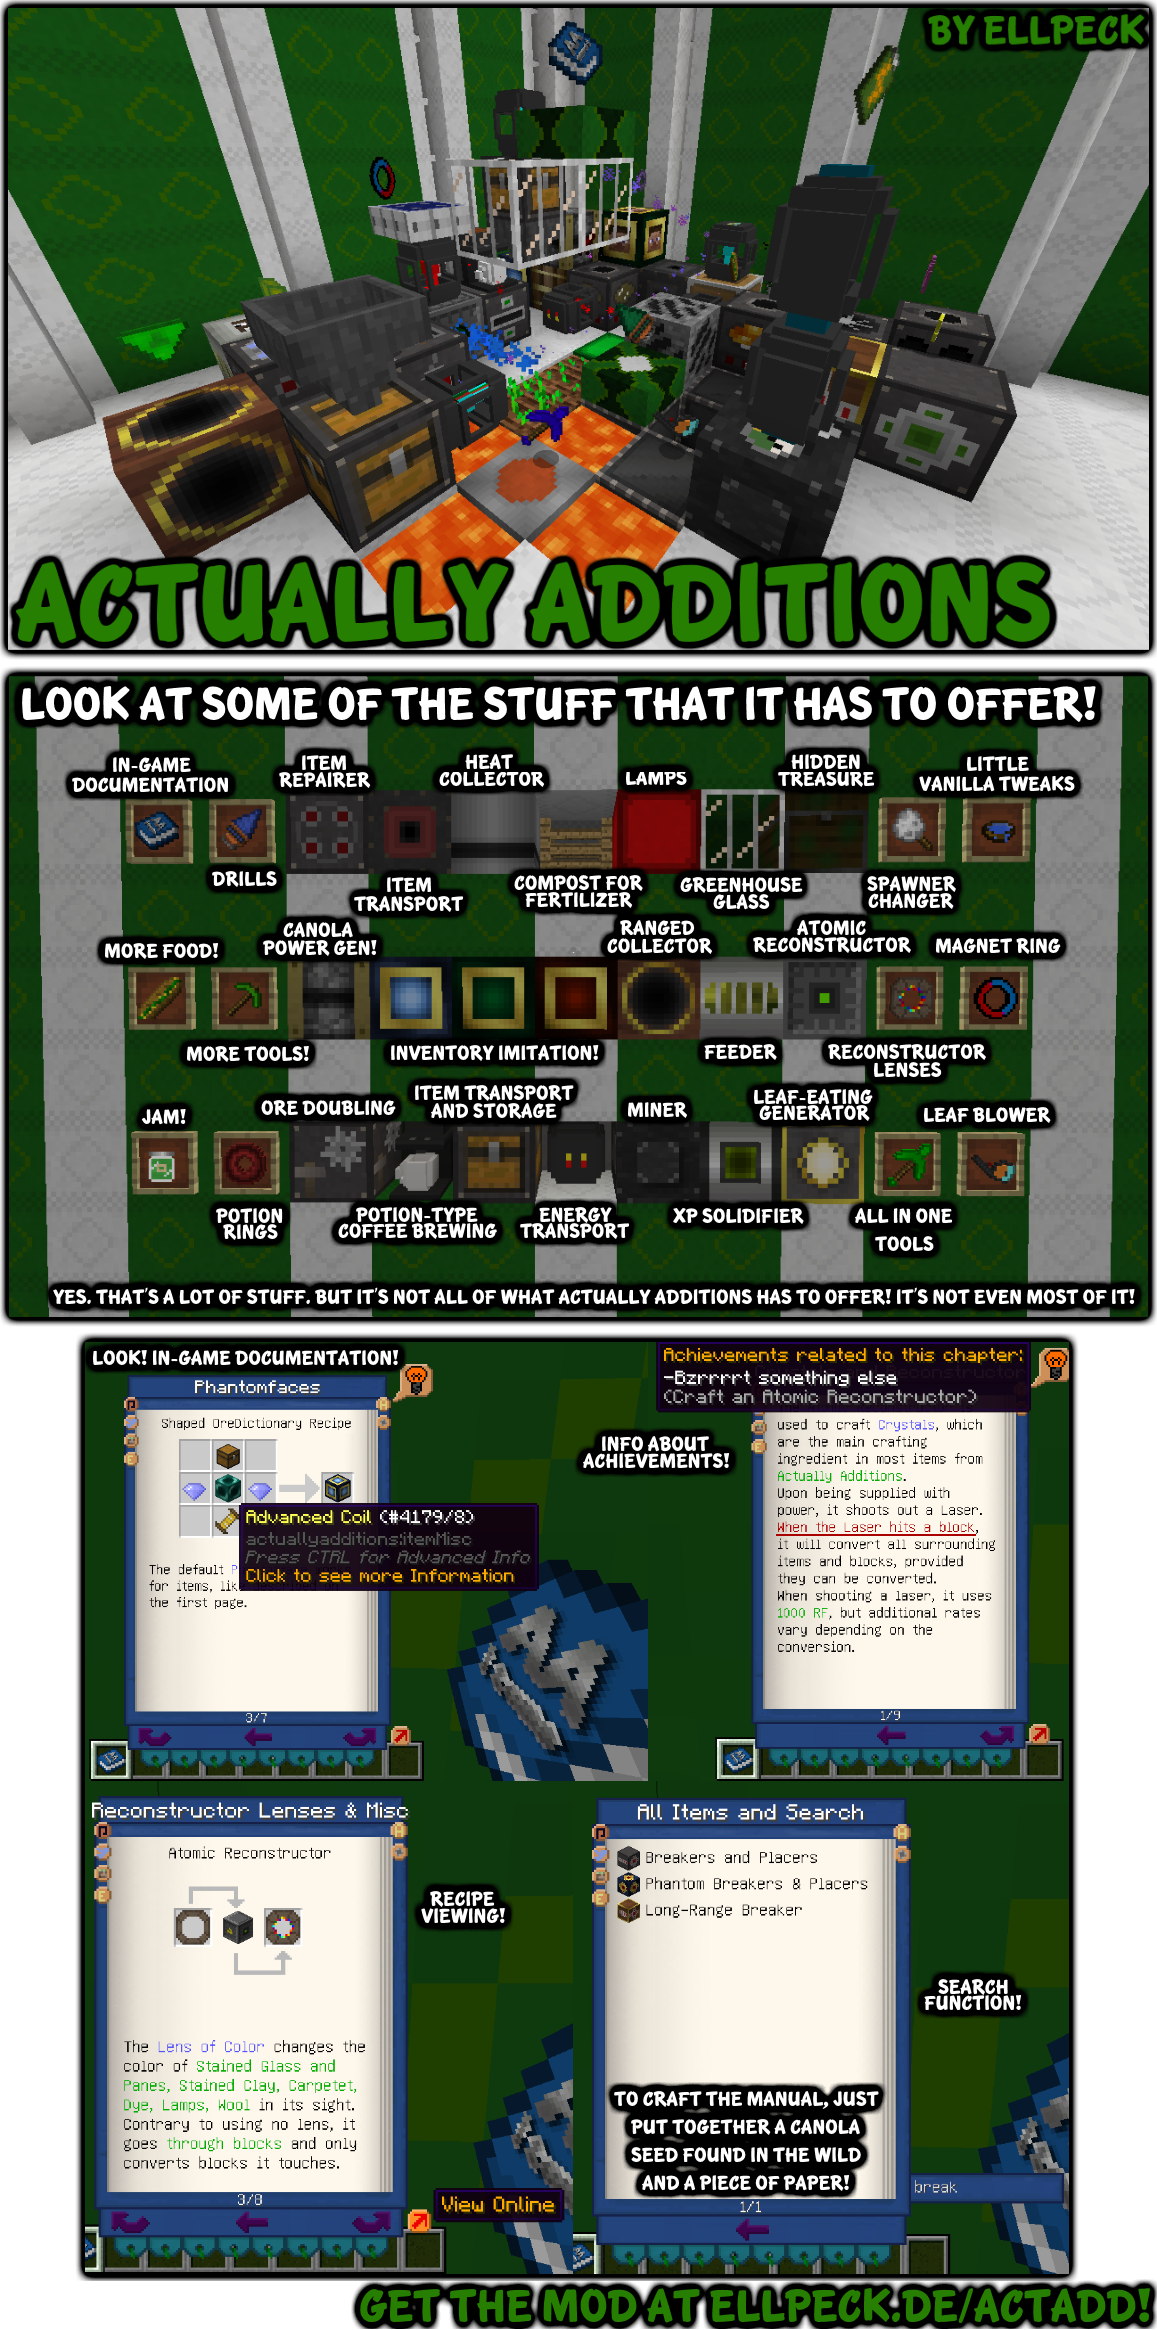 BY ELLPECK
ACTUALLY ADDITIONS
LOOK AT SOME OF THE STUFF THAT IT HAS TO OFFER!
IN-GAME
DOCUMENTATION
ITEM
REPAIRER
HEAT
COLLECTOR
LAMPS
HIDDEN
TREASURE
LITTLE
VANILLA TWEAKS
DRILLS
ITEM
TRANSPORT
COMPOST FOR
FERTILIZER
GREENHOUSE
GLASS
SPAWNER
CHANGER
MORE FOOD!
CANOLA
POWER GEN!
RANGED
COLLECTOR
ATOMIC
RECONSTRUCTOR
MAGNET RING
MORE TOOLS!
INVENTORY IMITATION!
FEEDER
RECONSTRUCTOR
LENSES
JAM!
ORE DOUBLING
ITEM TRANSPORT
AND STORAGE
MINER
LEAF-EATING
GENERATOR
LEAF BLOWER
POTION
RINGS
POTION-TYPE
COFFEE BREWING
ENERGY
TRANSPORT
XP SOLIDIFIER
ALL IN ONE
TOOLS
YES. THAT'S A LOT OF STUFF. BUT IT'S NOT ALL OF WHAT ACTUALLY ADDITIONS HAS TO OFFER! IT'S NOT EVEN MOST OF IT!
LOOK! IN-GAME DOCUMENTATION!
Phantomfaces
Shaped OreDictionary Recipe
Advanced Coil (#4179/8)
actuallyadditions:itemMisc
Press CTRL for Advanced Info
Click to see more Information
The default P
for items, lik
the first page.
3/7
Achievements related to this chapter:
-Bzrrrrt something else
(Craft an Atomic Reconstructor)
INFO ABOUT
ACHIEVEMENTS!
used to craft Crystals, which
are the main crafting
ingredient in most items from
Actually Additions.
Upon being supplied with
power, it shoots out a Laser.
When the Laser hits a block,
it will convert all surrounding
items and blocks, provided
they can be converted.
When shooting a laser, it uses
1000 RF, but additional rates
vary depending on the
conversion.
1/9
Reconstructor Lenses & Misc
Atomic Reconstructor
RECIPE
VIEWING!
The Lens of Color changes the
color of Stained Glass and
Panes, Stained Clay, Carpetet,
Dye, Lamps, Wool in its sight.
Contrary to using no lens, it
goes through blocks and only
converts blocks it touches.
3/8
View Online
All Items and Search
Breakers and Placers
Phantom Breakers & Placers
Long-Range Breaker
SEARCH
FUNCTION!
TO CRAFT THE MANUAL, JUST
PUT TOGETHER A CANOLA
SEED FOUND IN THE WILD
AND A PIECE OF PAPER!
break
1/1
GET THE MOD AT ELLPECK.DE/ACTADD!